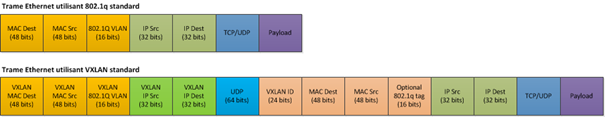 Trame Ethernet utilisant 802.1q standard
MAC Dest (48 bits) MAC Src (48 bits) 802.1Q VLAN (16 bits) IP Src (32 bits) IP Dest (32 bits) TCP/UDP Payload
Trame Ethernet utilisant VXLAN standard
VXLAN MAC Dest (48 bits) VXLAN MAC Src (48 bits) VXLAN 802.1Q VLAN (16 bits) VXLAN IP Src (32 bits) VXLAN IP Dest (32 bits) UDP (64 bits) VXLAN ID (24 bits) MAC Dest (48 bits) MAC Src (48 bits) Optional 802.1q tag (16 bits) IP Src (32 bits) IP Dest (32 bits) TCP/UDP Payload